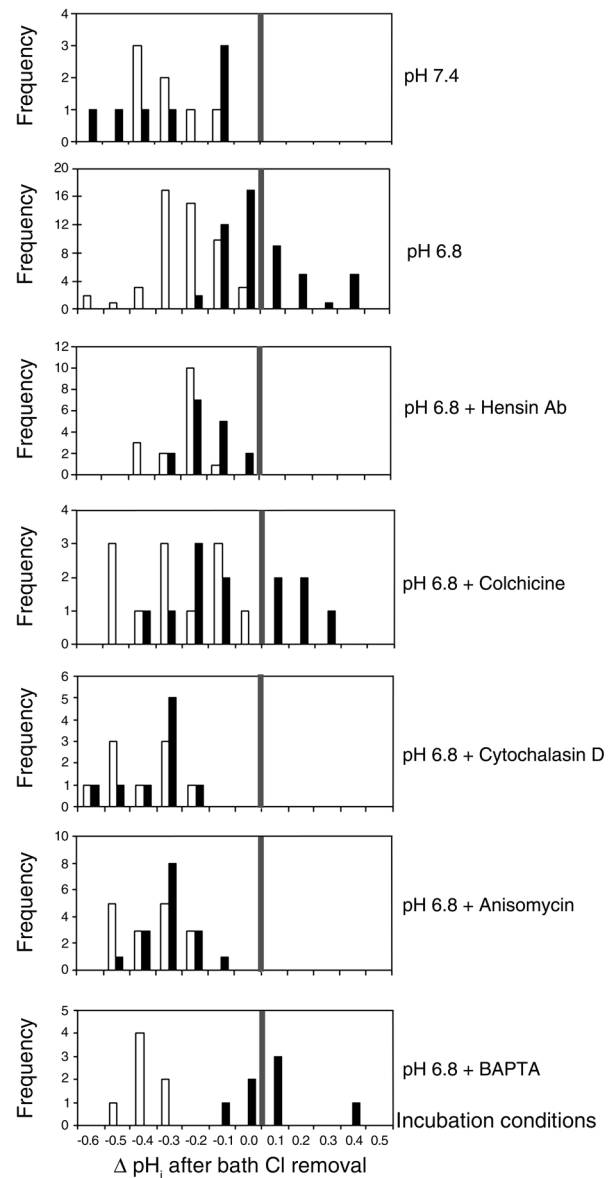 Frequency
4
3
2
1
0
pH 7.4
Frequency
20
16
12
8
4
0
pH 6.8
Frequency
12
10
8
6
4
2
0
pH 6.8 + Hensin Ab
Frequency
4
3
2
1
0
pH 6.8 + Colchicine
Frequency
6
5
4
3
2
1
0
pH 6.8 + Cytochalasin D
Frequency
10
8
6
4
2
0
pH 6.8 + Anisomycin
Frequency
5
4
3
2
1
0
pH 6.8 + BAPTA
Incubation conditions
-0.6 -0.5 -0.4 -0.3 -0.2 -0.1 0.0 0.1 0.2 0.3 0.4 0.5
Δ pHi after bath Cl removal